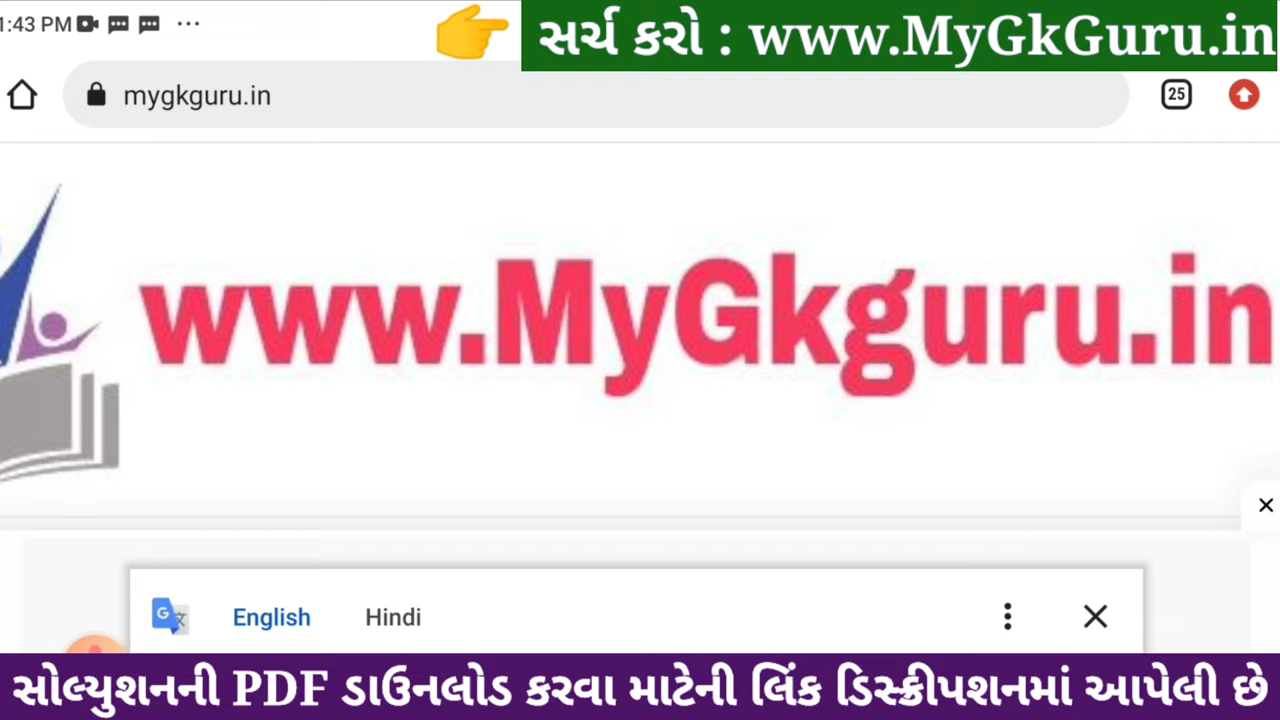 1:43 PM
સર્ચ કરો : www.MyGkGuru.in
mygkguru.in
25
www.MyGkguru.in
English Hindi
સોલ્યુશનની PDF ડાઉનલોડ કરવા માટેની લિંક ડિસ્ક્રીપશનમાં આપેલી છે